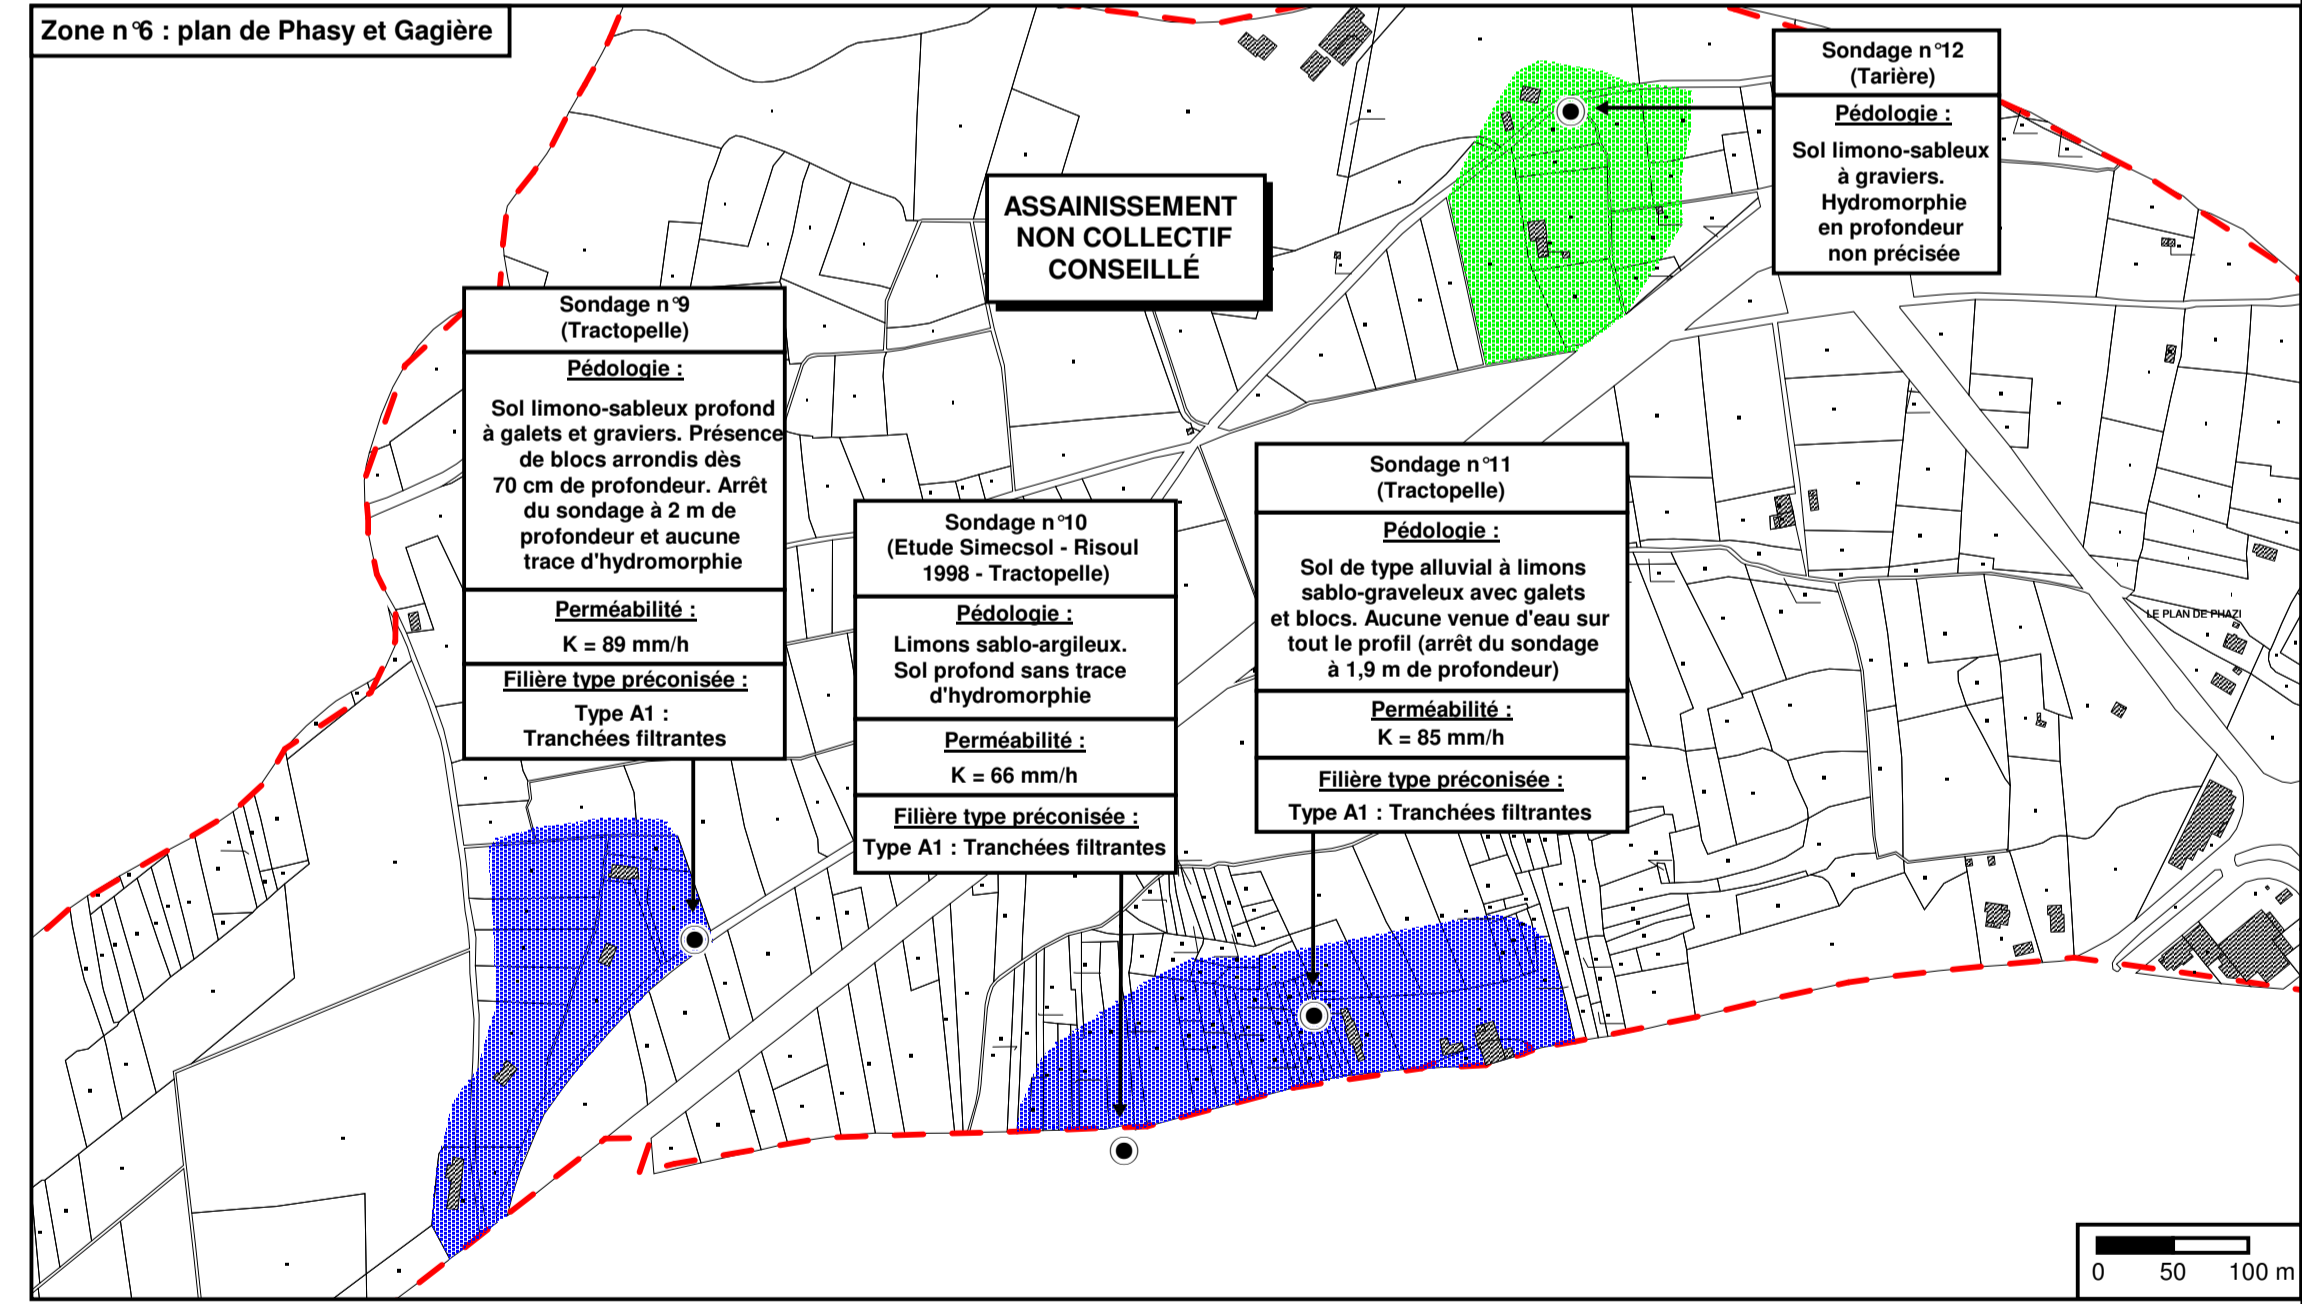 Zone n°6 : plan de Phasy et Gagière
Sondage n°12
(Tarière)
Pédologie :
Sol limono-sableux
à graviers.
Hydromorphie
en profondeur
non précisée
ASSAINISSEMENT
NON COLLECTIF
CONSEILLÉ
Sondage n°9
(Tractopelle)
Pédologie :
Sol limono-sableux profond
à galets et graviers. Présence
de blocs arrondis dès
70 cm de profondeur. Arrêt
du sondage à 2 m de
profondeur et aucune
trace d'hydromorphie
Perméabilité :
K = 89 mm/h
Filière type préconisée :
Type A1 :
Tranchées filtrantes
Sondage n°10
(Etude Simecsol - Risoul
1998 - Tractopelle)
Pédologie :
Limons sablo-argileux.
Sol profond sans trace
d'hydromorphie
Perméabilité :
K = 66 mm/h
Filière type préconisée :
Type A1 : Tranchées filtrantes
Sondage n°11
(Tractopelle)
Pédologie :
Sol de type alluvial à limons
sablo-graveleux avec galets
et blocs. Aucune venue d'eau sur
tout le profil (arrêt du sondage
à 1,9 m de profondeur)
Perméabilité :
K = 85 mm/h
Filière type préconisée :
Type A1 : Tranchées filtrantes
LE PLAN DE PHAZI
0 50 100 m